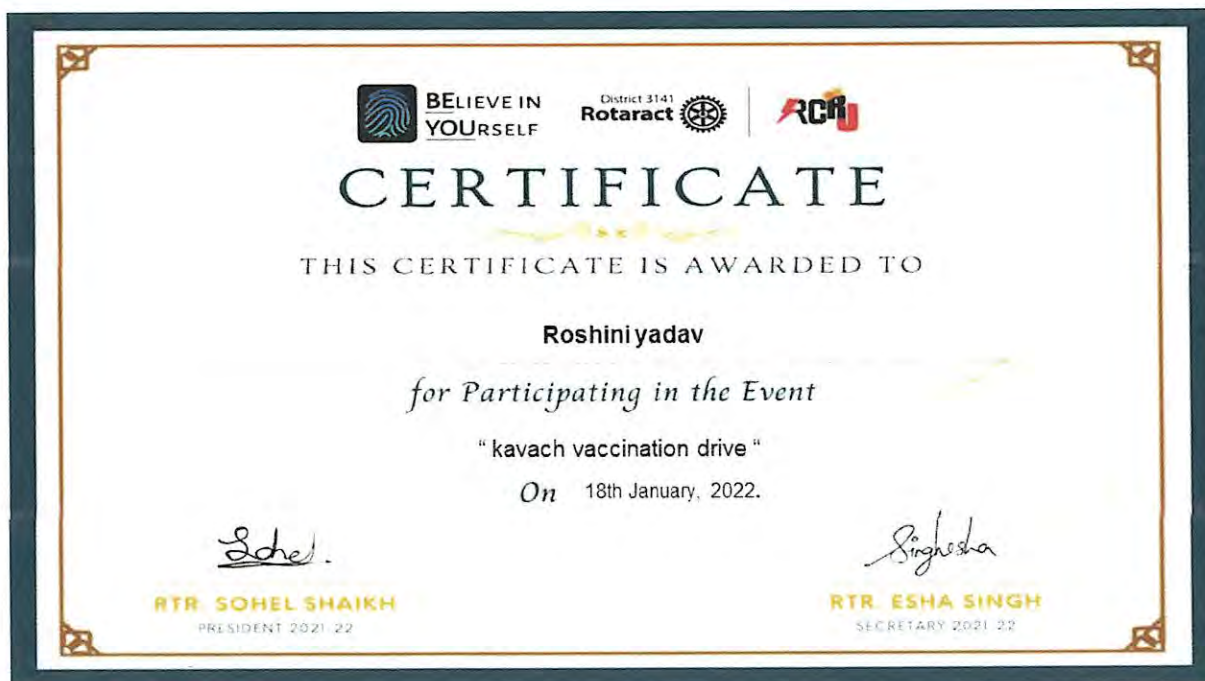 BELIEVE IN
YOURSELF
District 3141
Rotaract
RCRJ
CERTIFICATE
THIS CERTIFICATE IS AWARDED TO
Roshini yadav
for Participating in the Event
“ kavach vaccination drive “
On 18th January, 2022.
Sohel.
Singhesha
RTR. SOHEL SHAIKH
RTR. ESHA SINGH
PRESIDENT 2021-22
SECRETARY 2021-22